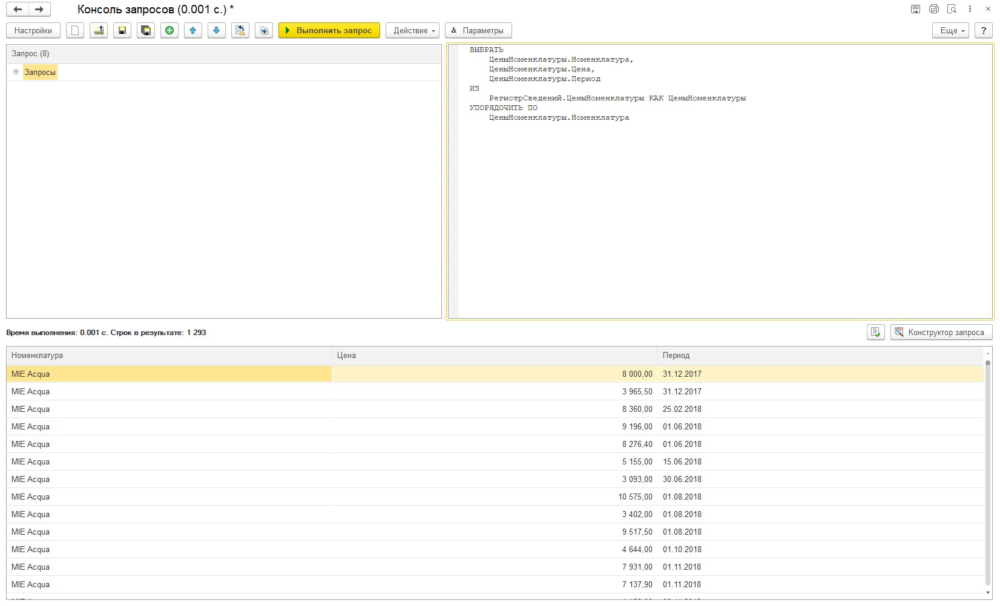 Консоль запросов (0.001 с.) *
Настройки
Выполнить запрос
Действие
& Параметры
Еще
?
Запрос (8)
Запросы
ВЫБРАТЬ
ЦеныНоменклатуры.Номенклатура,
ЦеныНоменклатуры.Цена,
ЦеныНоменклатуры.Период
ИЗ
РегистрСведений.ЦеныНоменклатуры КАК ЦеныНоменклатуры
УПОРЯДОЧИТЬ ПО
ЦеныНоменклатуры.Номенклатура
Время выполнения: 0.001 с. Строк в результате: 1 293
Конструктор запроса
Номенклатура Цена Период
MIE Acqua 8 000,00 31.12.2017
MIE Acqua 3 965,50 31.12.2017
MIE Acqua 8 360,00 25.02.2018
MIE Acqua 9 196,00 01.06.2018
MIE Acqua 8 276,40 01.06.2018
MIE Acqua 5 155,00 15.06.2018
MIE Acqua 3 093,00 30.06.2018
MIE Acqua 10 575,00 01.08.2018
MIE Acqua 3 402,00 01.08.2018
MIE Acqua 9 517,50 01.08.2018
MIE Acqua 4 644,00 01.10.2018
MIE Acqua 7 931,00 01.11.2018
MIE Acqua 7 137,90 01.11.2018